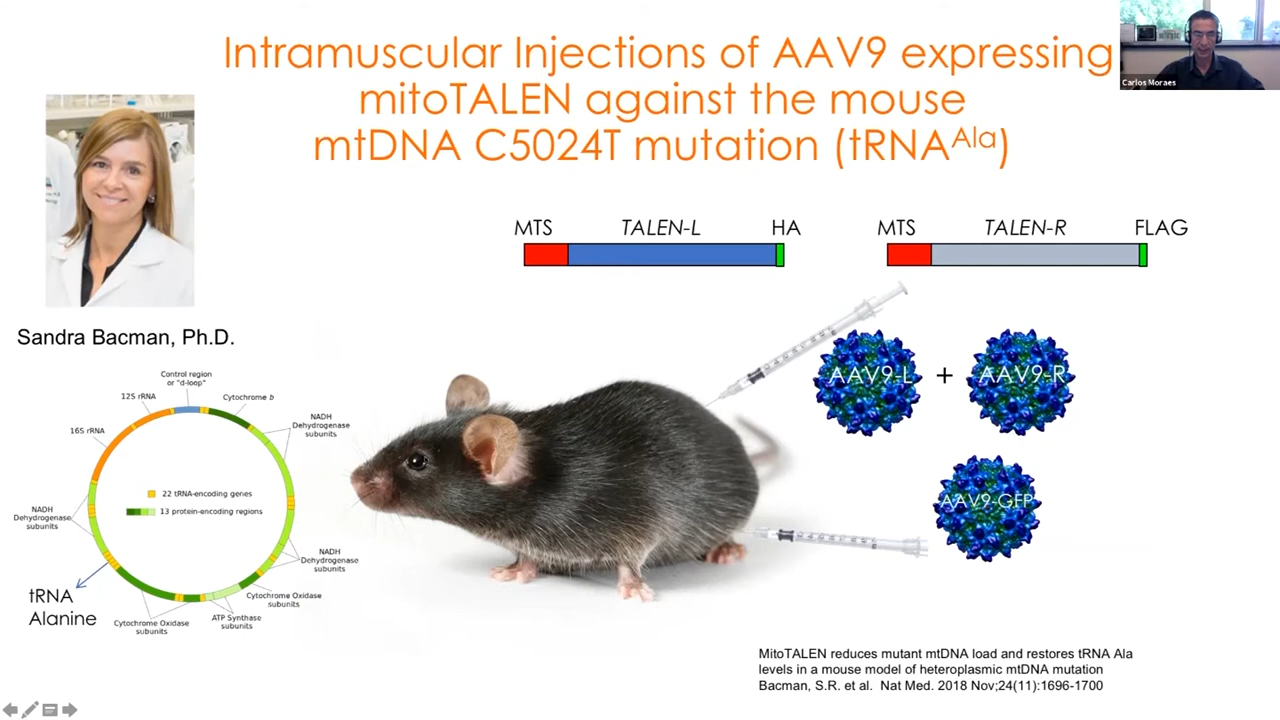 Intramuscular Injections of AAV9 expressing
mitoTALEN against the mouse
mtDNA C5024T mutation (tRNAAla)
Carlos Moraes
MTS TALEN-L HA
MTS TALEN-R FLAG
Sandra Bacman, Ph.D.
AAV9-L + AAV9-R
AAV9-GFP
Control region
or "d-loop"
12S rRNA
Cytochrome b
16S rRNA
NADH
Dehydrogenase
subunits
22 tRNA-encoding genes
13 protein-encoding regions
NADH
Dehydrogenase
subunits
NADH
Dehydrogenase
subunits
tRNA
Alanine
Cytochrome Oxidase
subunits
ATP Synthase
subunits
Cytochrome Oxidase
subunits
MitoTALEN reduces mutant mtDNA load and restores tRNA Ala
levels in a mouse model of heteroplasmic mtDNA mutation
Bacman, S.R. et al. Nat Med. 2018 Nov;24(11):1696-1700